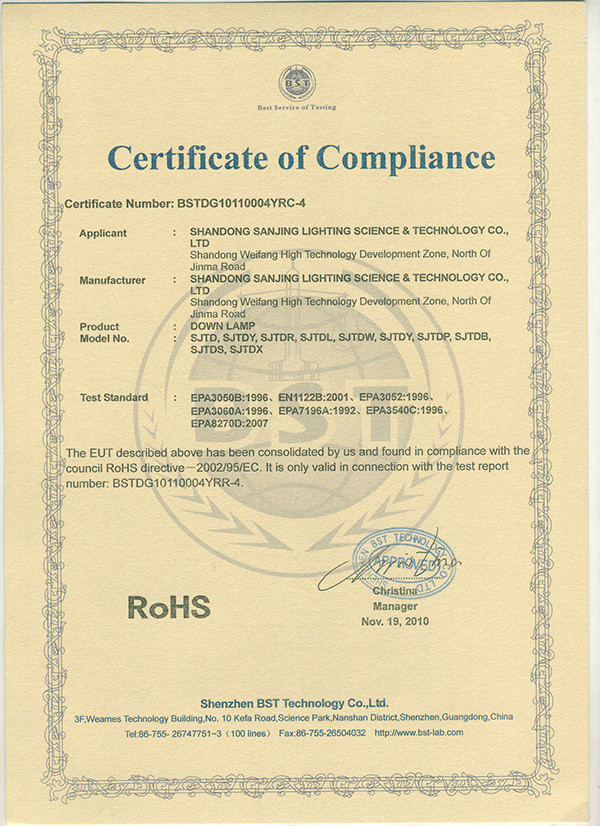 BST
Best Service of Testing
Certificate of Compliance
Certificate Number: BSTDG10110004YRC-4
Applicant : SHANDONG SANJING LIGHTING SCIENCE & TECHNOLOGY CO.,
LTD
Shandong Weifang High Technology Development Zone, North Of
Jinma Road
Manufacturer : SHANDONG SANJING LIGHTING SCIENCE & TECHNOLOGY CO.,
LTD
Shandong Weifang High Technology Development Zone, North Of
Jinma Road
Product : DOWN LAMP
Model No. : SJTD, SJTDY, SJTDR, SJTDL, SJTDW, SJTDY, SJTDP, SJTDB,
SJTDS, SJTDX
BST
Test Standard : EPA3050B:1996、EN1122B:2001、EPA3052:1996、
EPA3060A:1996、EPA7196A:1992、EPA3540C:1996、
EPA8270D:2007
The EUT described above has been consolidated by us and found in compliance with the
council RoHS directive－2002/95/EC. It is only valid in connection with the test report
number: BSTDG10110004YRR-4.
SHENZHEN BST TECHNOLOGY CO.,LTD.
APPROVED
Christina
Manager
Nov. 19, 2010
RoHS
Shenzhen BST Technology Co.,Ltd.
3F,Weames Technology Building,No. 10 Kefa Road,Science Park,Nanshan District,Shenzhen,Guangdong,China
Tel:86-755- 26747751~3（100 lines） Fax:86-755-26504032 http://www.bst-lab.com